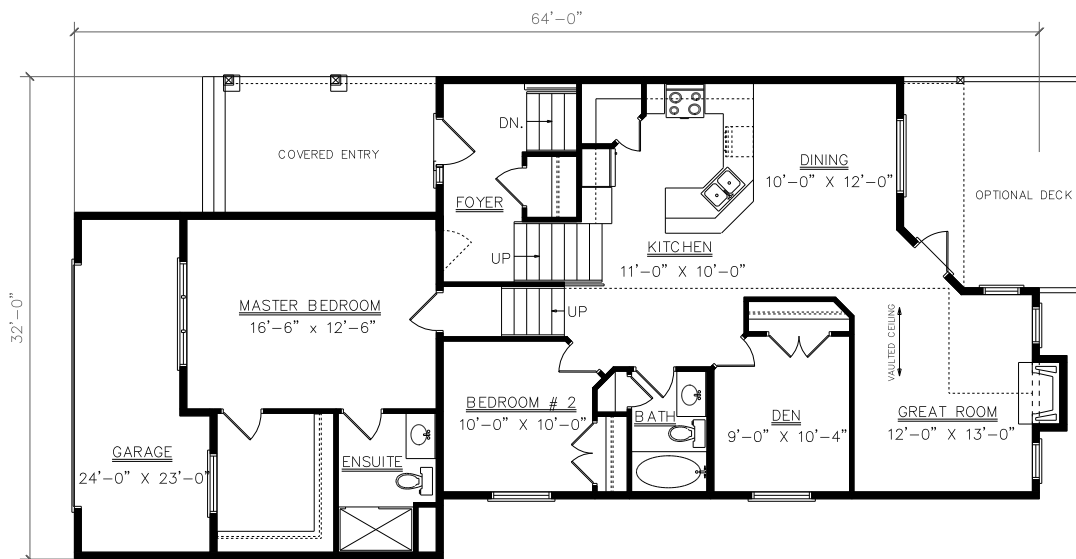 64'-0"
32'-0"
COVERED ENTRY
DN.
FOYER
DINING
10'-0" X 12'-0"
OPTIONAL DECK
KITCHEN
11'-0" X 10'-0"
UP
MASTER BEDROOM
16'-6" x 12'-6"
UP
VAULTED CEILING
BEDROOM # 2
10'-0" X 10'-0"
BATH
DEN
9'-0" X 10'-4"
GREAT ROOM
12'-0" X 13'-0"
GARAGE
24'-0" X 23'-0"
ENSUITE